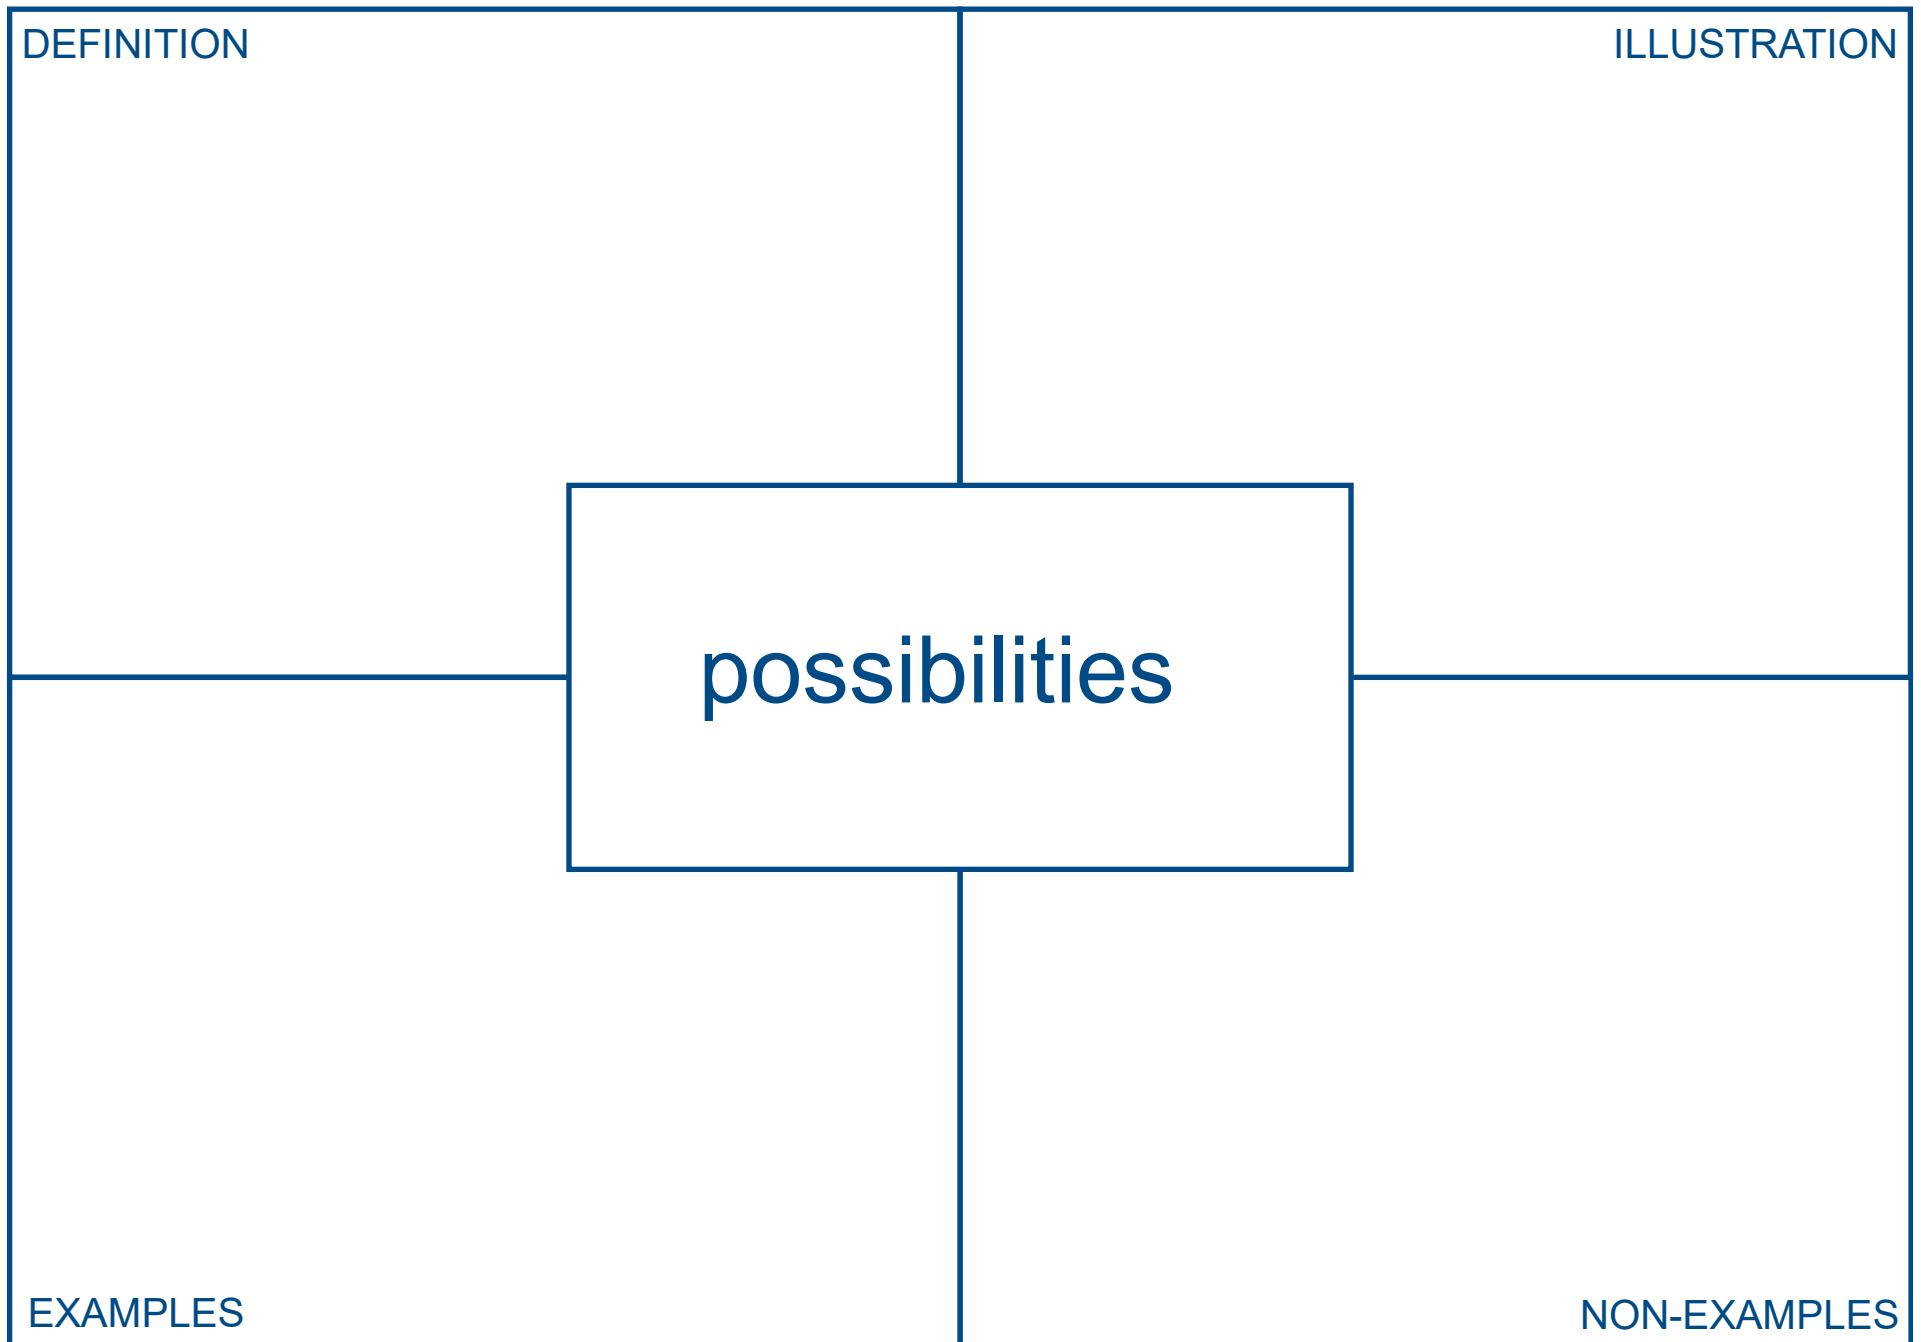 DEFINITION
ILLUSTRATION
possibilities
EXAMPLES
NON-EXAMPLES